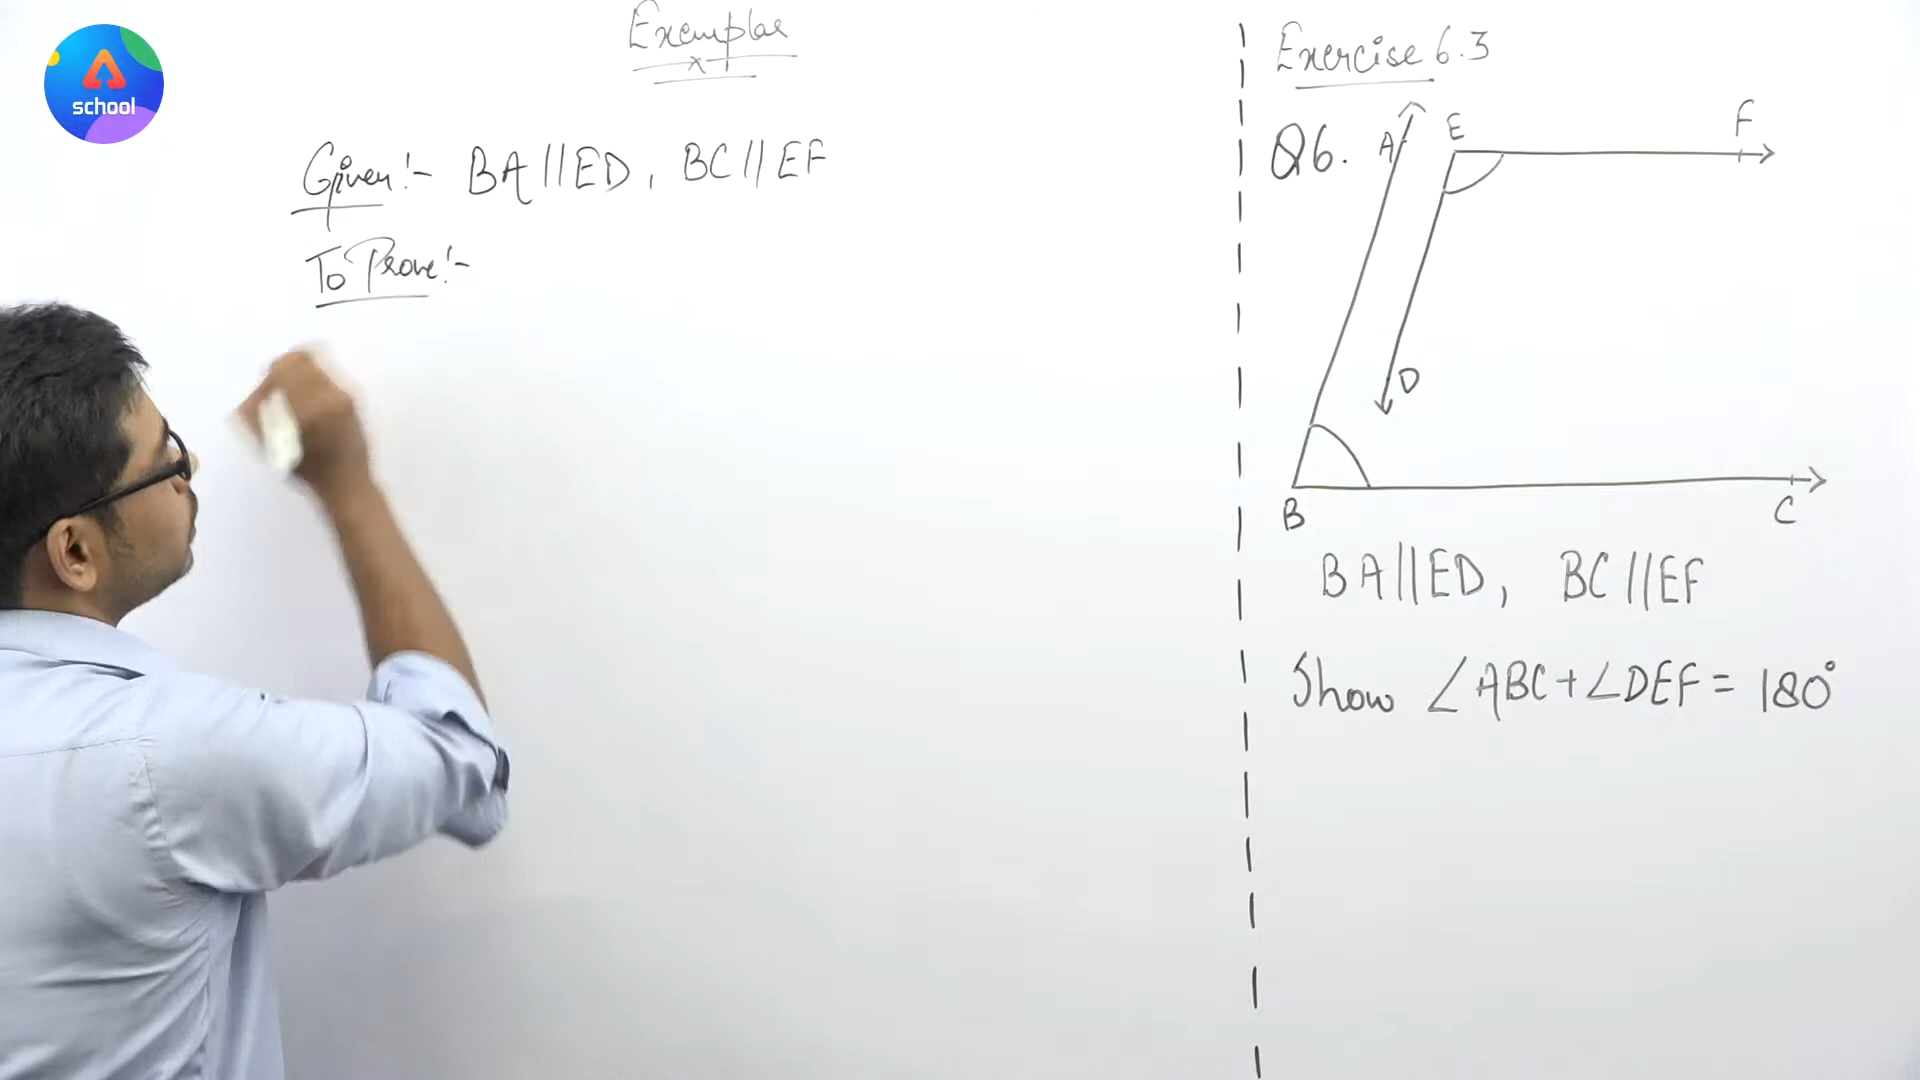 school
Exemplar
Given:- BA||ED, BC||EF
To Prove:-
Exercise 6.3
Q6.
A
E
F
D
B
C
BA||ED, BC||EF
Show ∠ABC+∠DEF= 180°